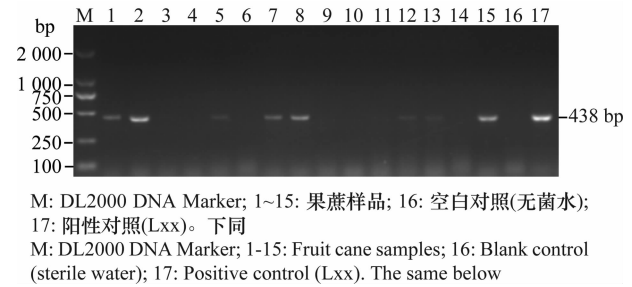 M 1 2 3 4 5 6 7 8 9 10 11 12 13 14 15 16 17
bp
2 000
1 000
750
500
438 bp
250
100
M: DL2000 DNA Marker; 1~15: 果蔗样品; 16: 空白对照(无菌水);
17: 阳性对照(Lxx)。下同
M: DL2000 DNA Marker; 1-15: Fruit cane samples; 16: Blank control
(sterile water); 17: Positive control (Lxx). The same below